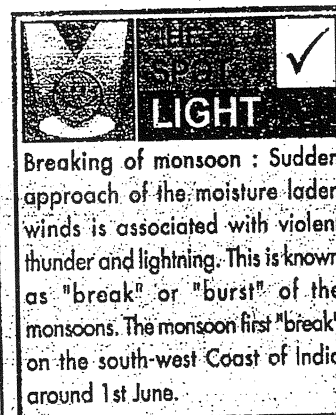 THE
SPOT
LIGHT
Breaking of monsoon : Sudden
approach of the moisture laden
winds is associated with violent
thunder and lightning. This is known
as "break" or "burst" of the
monsoons. The monsoon first "break"
on the south-west Coast of India
around 1st June.